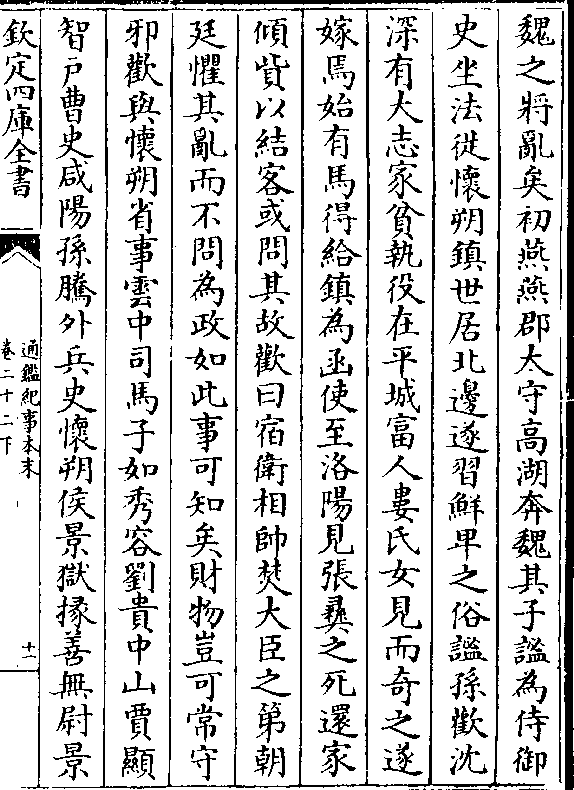 魏之將亂矣初燕燕郡太守高湖奔魏其子謐為侍御
史坐法徙懷朔鎮世居北邊遂習鮮卑之俗謐孫歡沈
深有大志家貧執役在平城富人婁氏女見而奇之遂
嫁焉始有馬得給鎮為函使至洛陽見張彝之死還家
傾貲以結客或問其故歡曰宿衛相帥焚大臣之第朝
廷懼其亂而不問為政如此事可知矣財物豈可常守
邪歡與懷朔省事雲中司馬子如秀容劉貴中山賈顯
智戶曹史咸陽孫騰外兵史懷朔侯景獄掾善無尉景
欽定四庫全書
通鑑紀事本末
卷二十二下
十一